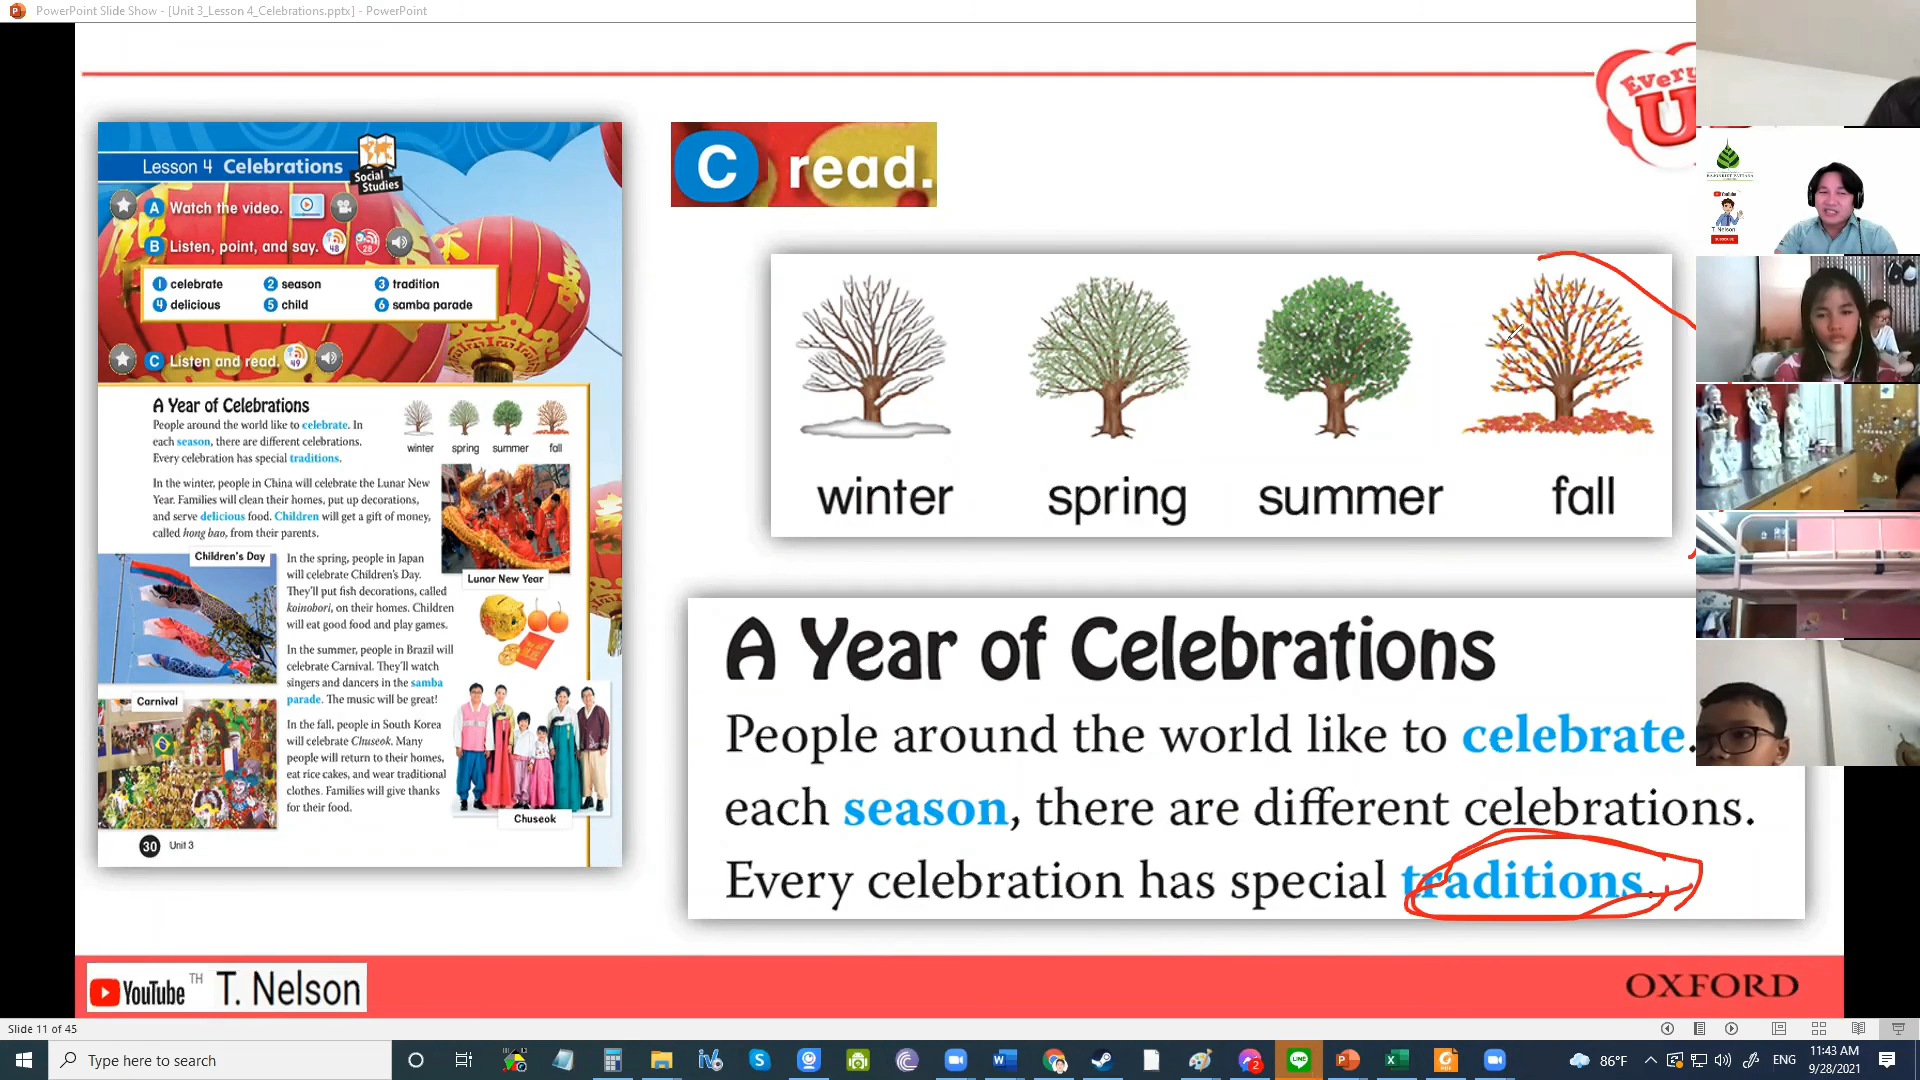 PowerPoint Slide Show - [Unit 3_Lesson 4_Celebrations.pptx] - PowerPoint
Every
U
Lesson 4 Celebrations
Social
Studies
A Watch the video.
B Listen, point, and say.
48
28
1 celebrate 2 season 3 tradition
4 delicious 5 child 6 samba parade
C Listen and read.
49
A Year of Celebrations
People around the world like to celebrate. In
each season, there are different celebrations.
Every celebration has special traditions.
winter spring summer fall
In the winter, people in China will celebrate the Lunar New
Year. Families will clean their homes, put up decorations,
and serve delicious food. Children will get a gift of money,
called hong bao, from their parents.
Lunar New Year
Children's Day
In the spring, people in Japan
will celebrate Children's Day.
They'll put fish decorations, called
koinobori, on their homes. Children
will eat good food and play games.
In the summer, people in Brazil will
celebrate Carnival. They'll watch
singers and dancers in the samba
parade. The music will be great!
Carnival
In the fall, people in South Korea
will celebrate Chuseok. Many
people will return to their homes,
eat rice cakes, and wear traditional
clothes. Families will give thanks
for their food.
Chuseok
30 Unit 3
C read.
winter spring summer fall
A Year of Celebrations
People around the world like to celebrate.
each season, there are different celebrations.
Every celebration has special traditions.
YouTube TH T. Nelson
OXFORD
YouTube
T. Nelson
Slide 11 of 45
Type here to search
2
86°F
ENG
11:43 AM
9/28/2021